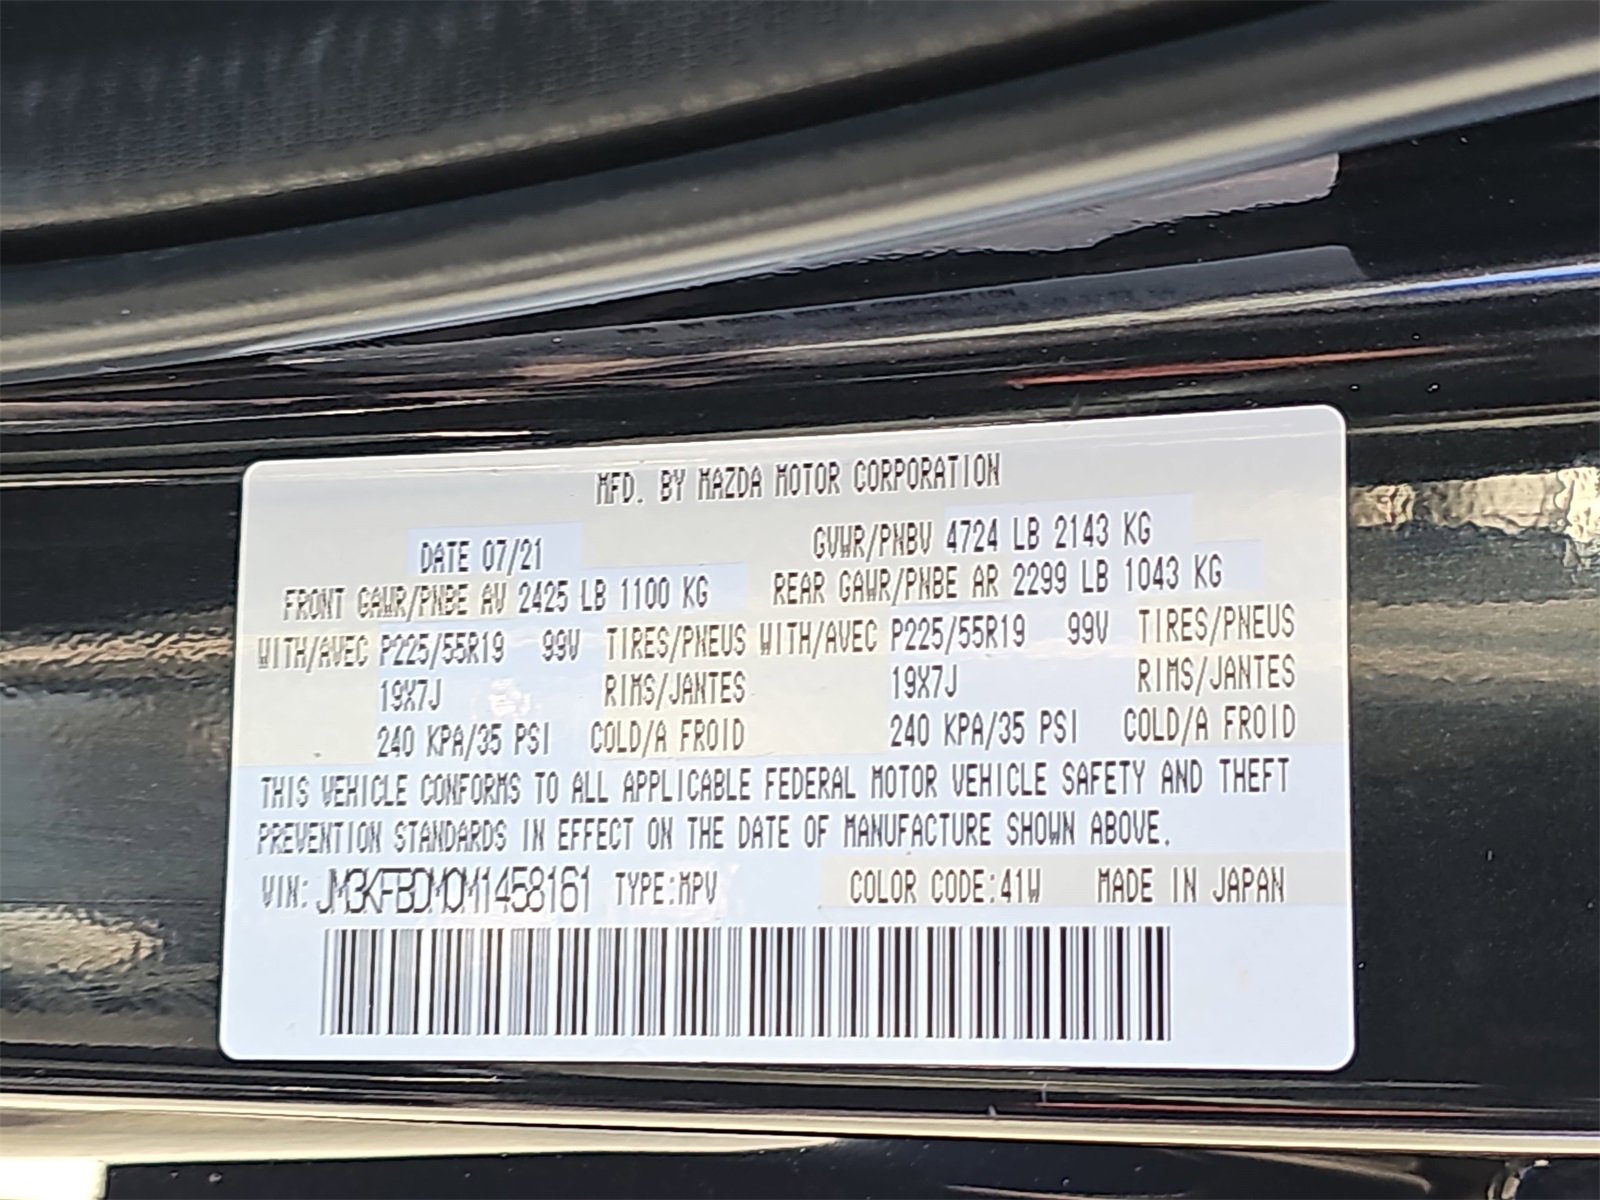 MFD. BY MAZDA MOTOR CORPORATION
DATE 07/21 GVWR/PNBV 4724 LB 2143 KG
FRONT GAWR/PNBE AV 2425 LB 1100 KG REAR GAWR/PNBE AR 2299 LB 1043 KG
WITH/AVEC P225/55R19 99V TIRES/PNEUS WITH/AVEC P225/55R19 99V TIRES/PNEUS
19X7J RIMS/JANTES 19X7J RIMS/JANTES
240 KPA/35 PSI COLD/A FROID 240 KPA/35 PSI COLD/A FROID
THIS VEHICLE CONFORMS TO ALL APPLICABLE FEDERAL MOTOR VEHICLE SAFETY AND THEFT
PREVENTION STANDARDS IN EFFECT ON THE DATE OF MANUFACTURE SHOWN ABOVE.
VIN: JM3KFBDM0M1458161 TYPE:MPV COLOR CODE:41W MADE IN JAPAN